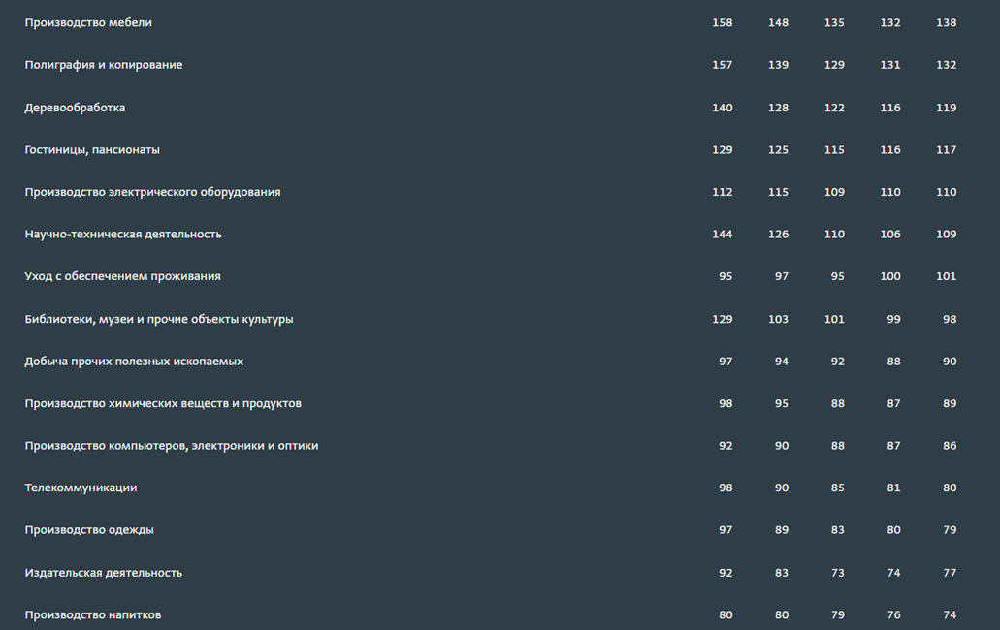 Производство мебели 158 148 135 132 138
Полиграфия и копирование 157 139 129 131 132
Деревообработка 140 128 122 116 119
Гостиницы, пансионаты 129 125 115 116 117
Производство электрического оборудования 112 115 109 110 110
Научно-техническая деятельность 144 126 110 106 109
Уход с обеспечением проживания 95 97 95 100 101
Библиотеки, музеи и прочие объекты культуры 129 103 101 99 98
Добыча прочих полезных ископаемых 97 94 92 88 90
Производство химических веществ и продуктов 98 95 88 87 89
Производство компьютеров, электроники и оптики 92 90 88 87 86
Телекоммуникации 98 90 85 81 80
Производство одежды 97 89 83 80 79
Издательская деятельность 92 83 73 74 77
Производство напитков 80 80 79 76 74